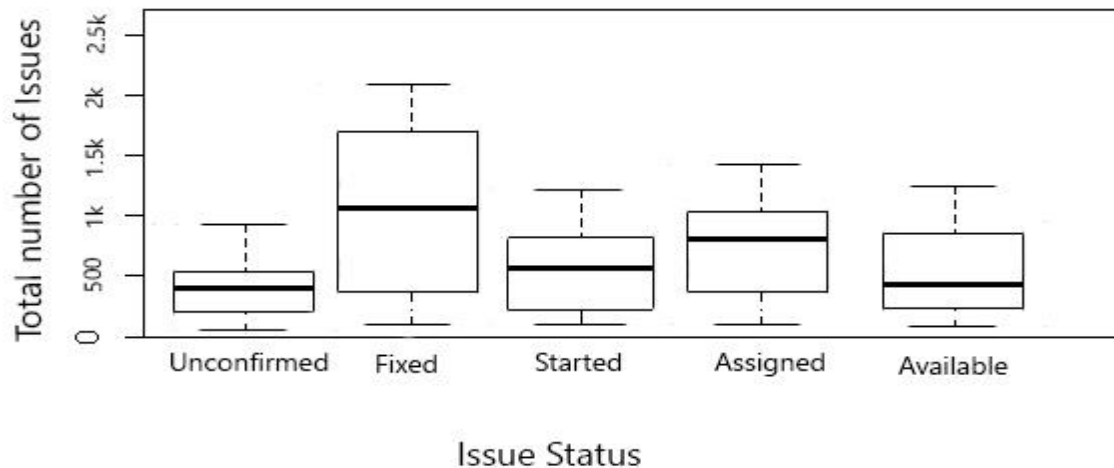 Total number of Issues
2.5k
2k
1.5k
1k
500
0
Unconfirmed
Fixed
Started
Assigned
Available
Issue Status